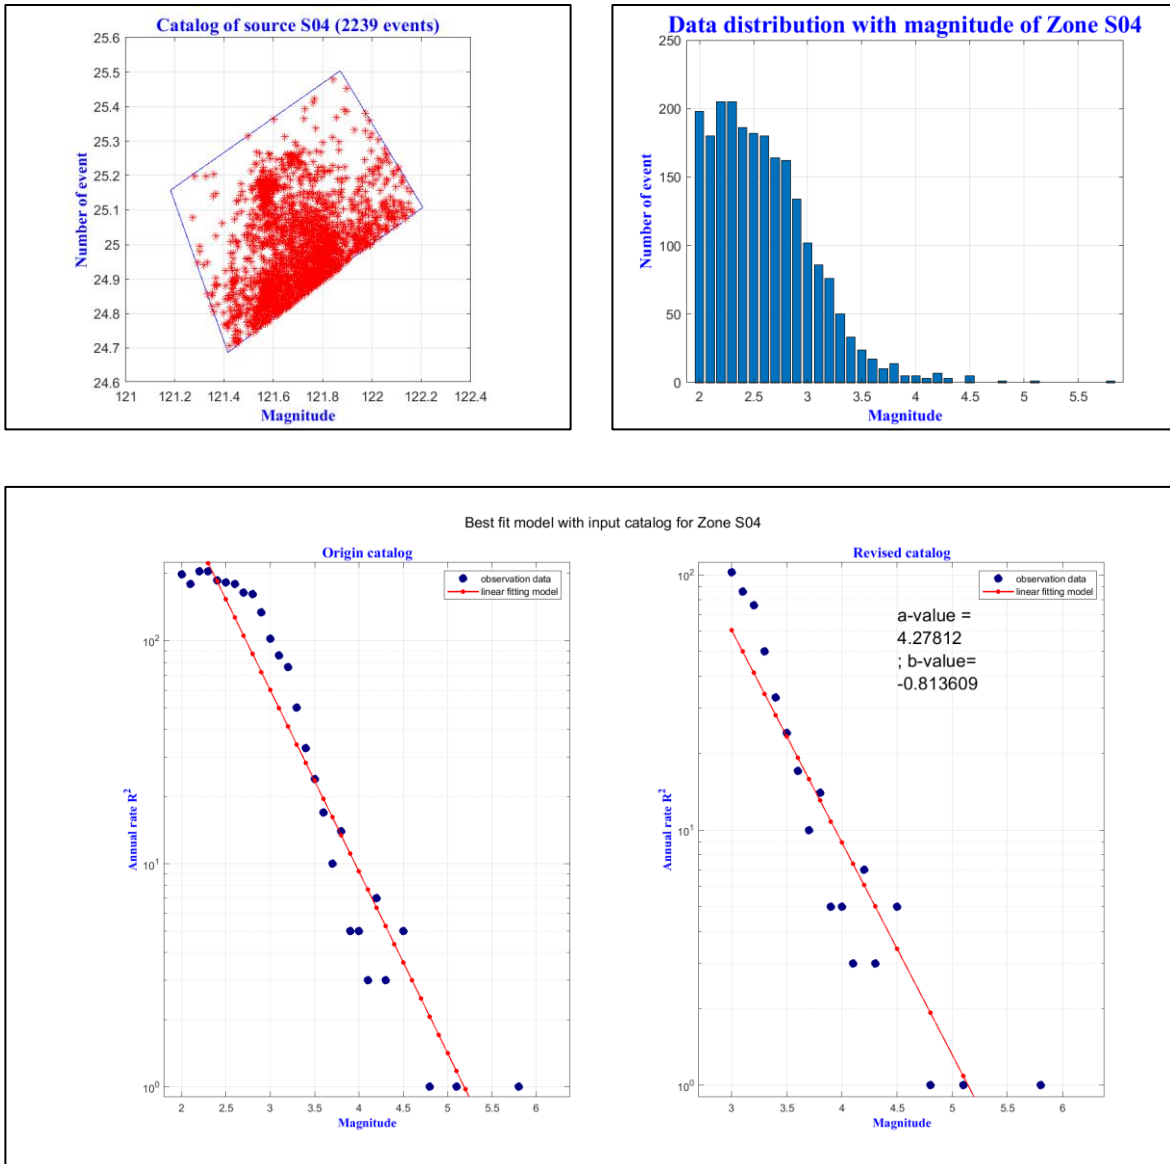 Catalog of source S04 (2239 events)
25.6
25.5
25.4
25.3
25.2
25.1
25
24.9
24.8
24.7
24.6
Number of event
121 121.2 121.4 121.6 121.8 122 122.2 122.4
Magnitude
Data distribution with magnitude of Zone S04
250
200
150
100
50
0
Number of event
2 2.5 3 3.5 4 4.5 5 5.5
Magnitude
Best fit model with input catalog for Zone S04
Origin catalog
observation data
linear fitting model
10²
10¹
10⁰
Annual rate R²
2 2.5 3 3.5 4 4.5 5 5.5 6
Magnitude
Revised catalog
observation data
linear fitting model
a-value =
4.27812
; b-value=
-0.813609
10²
10¹
10⁰
Annual rate R²
3 3.5 4 4.5 5 5.5 6
Magnitude